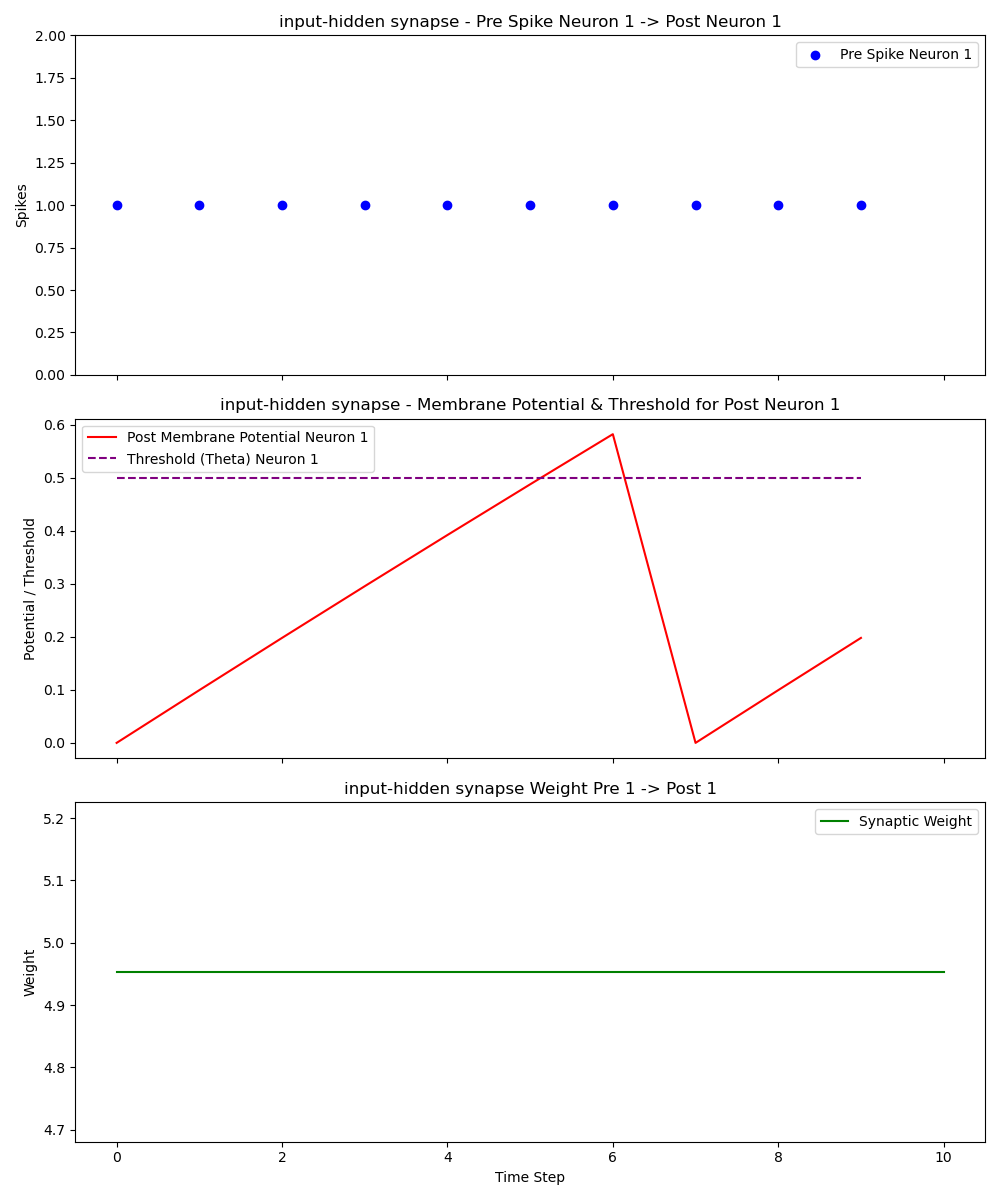 input-hidden synapse - Pre Spike Neuron 1 -> Post Neuron 1
2.00
1.75
1.50
1.25
1.00
0.75
0.50
0.25
0.00
Spikes
Pre Spike Neuron 1
input-hidden synapse - Membrane Potential & Threshold for Post Neuron 1
0.6
0.5
0.4
0.3
0.2
0.1
0.0
Potential / Threshold
Post Membrane Potential Neuron 1
Threshold (Theta) Neuron 1
input-hidden synapse Weight Pre 1 -> Post 1
5.2
5.1
5.0
4.9
4.8
4.7
Weight
Synaptic Weight
0 2 4 6 8 10
Time Step